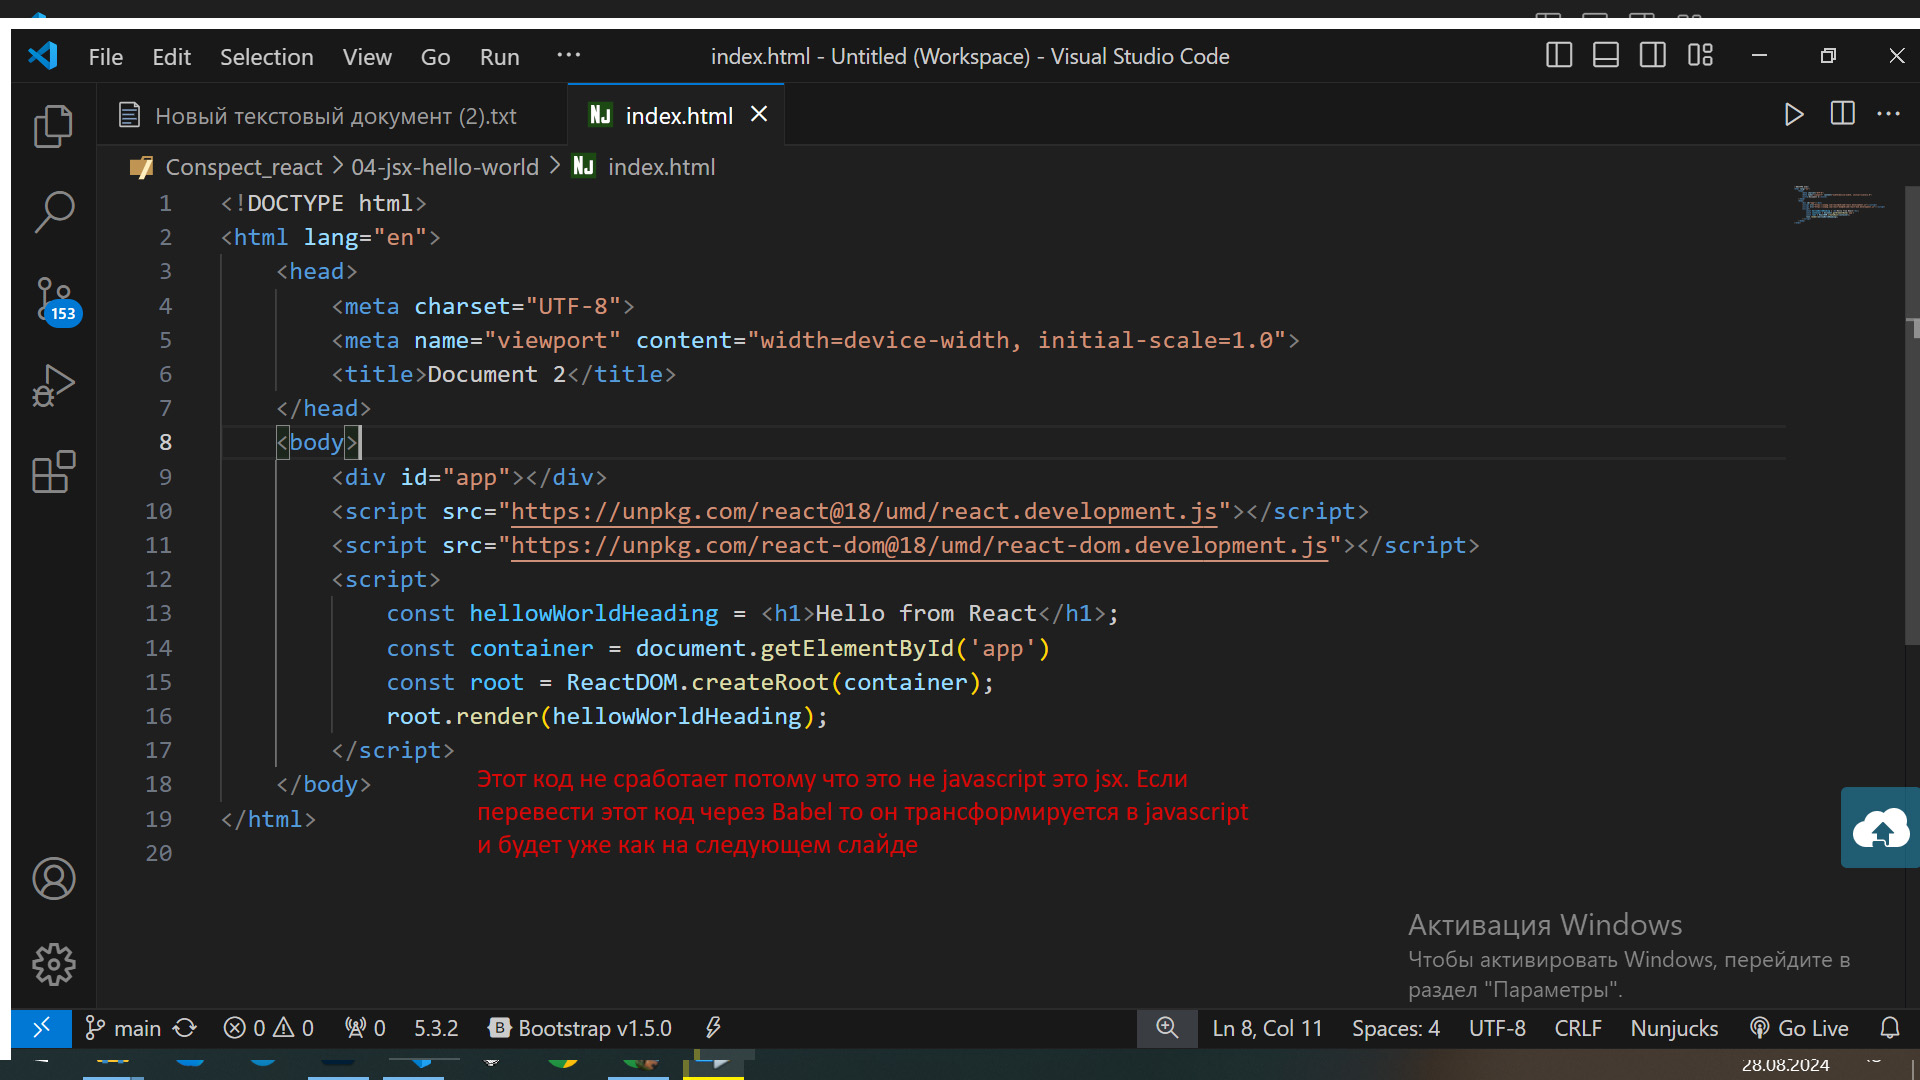 File Edit Selection View Go Run ··· index.html - Untitled (Workspace) - Visual Studio Code
Новый текстовый документ (2).txt NJ index.html
Conspect_react > 04-jsx-hello-world > NJ index.html
1 <!DOCTYPE html>
2 <html lang="en">
3 <head>
4 <meta charset="UTF-8">
5 <meta name="viewport" content="width=device-width, initial-scale=1.0">
6 <title>Document 2</title>
7 </head>
8 <body>
9 <div id="app"></div>
10 <script src="https://unpkg.com/react@18/umd/react.development.js"></script>
11 <script src="https://unpkg.com/react-dom@18/umd/react-dom.development.js"></script>
12 <script>
13 const hellowWorldHeading = <h1>Hello from React</h1>;
14 const container = document.getElementById('app')
15 const root = ReactDOM.createRoot(container);
16 root.render(hellowWorldHeading);
17 </script>
18 </body>
19 </html>
20
153
Этот код не сработает потому что это не javascript это jsx. Если
перевести этот код через Babel то он трансформируется в javascript
и будет уже как на следующем слайде
Активация Windows
Чтобы активировать Windows, перейдите в
раздел "Параметры".
main 0 0 0 5.3.2 B Bootstrap v1.5.0 Ln 8, Col 11 Spaces: 4 UTF-8 CRLF Nunjucks Go Live
28.08.2024